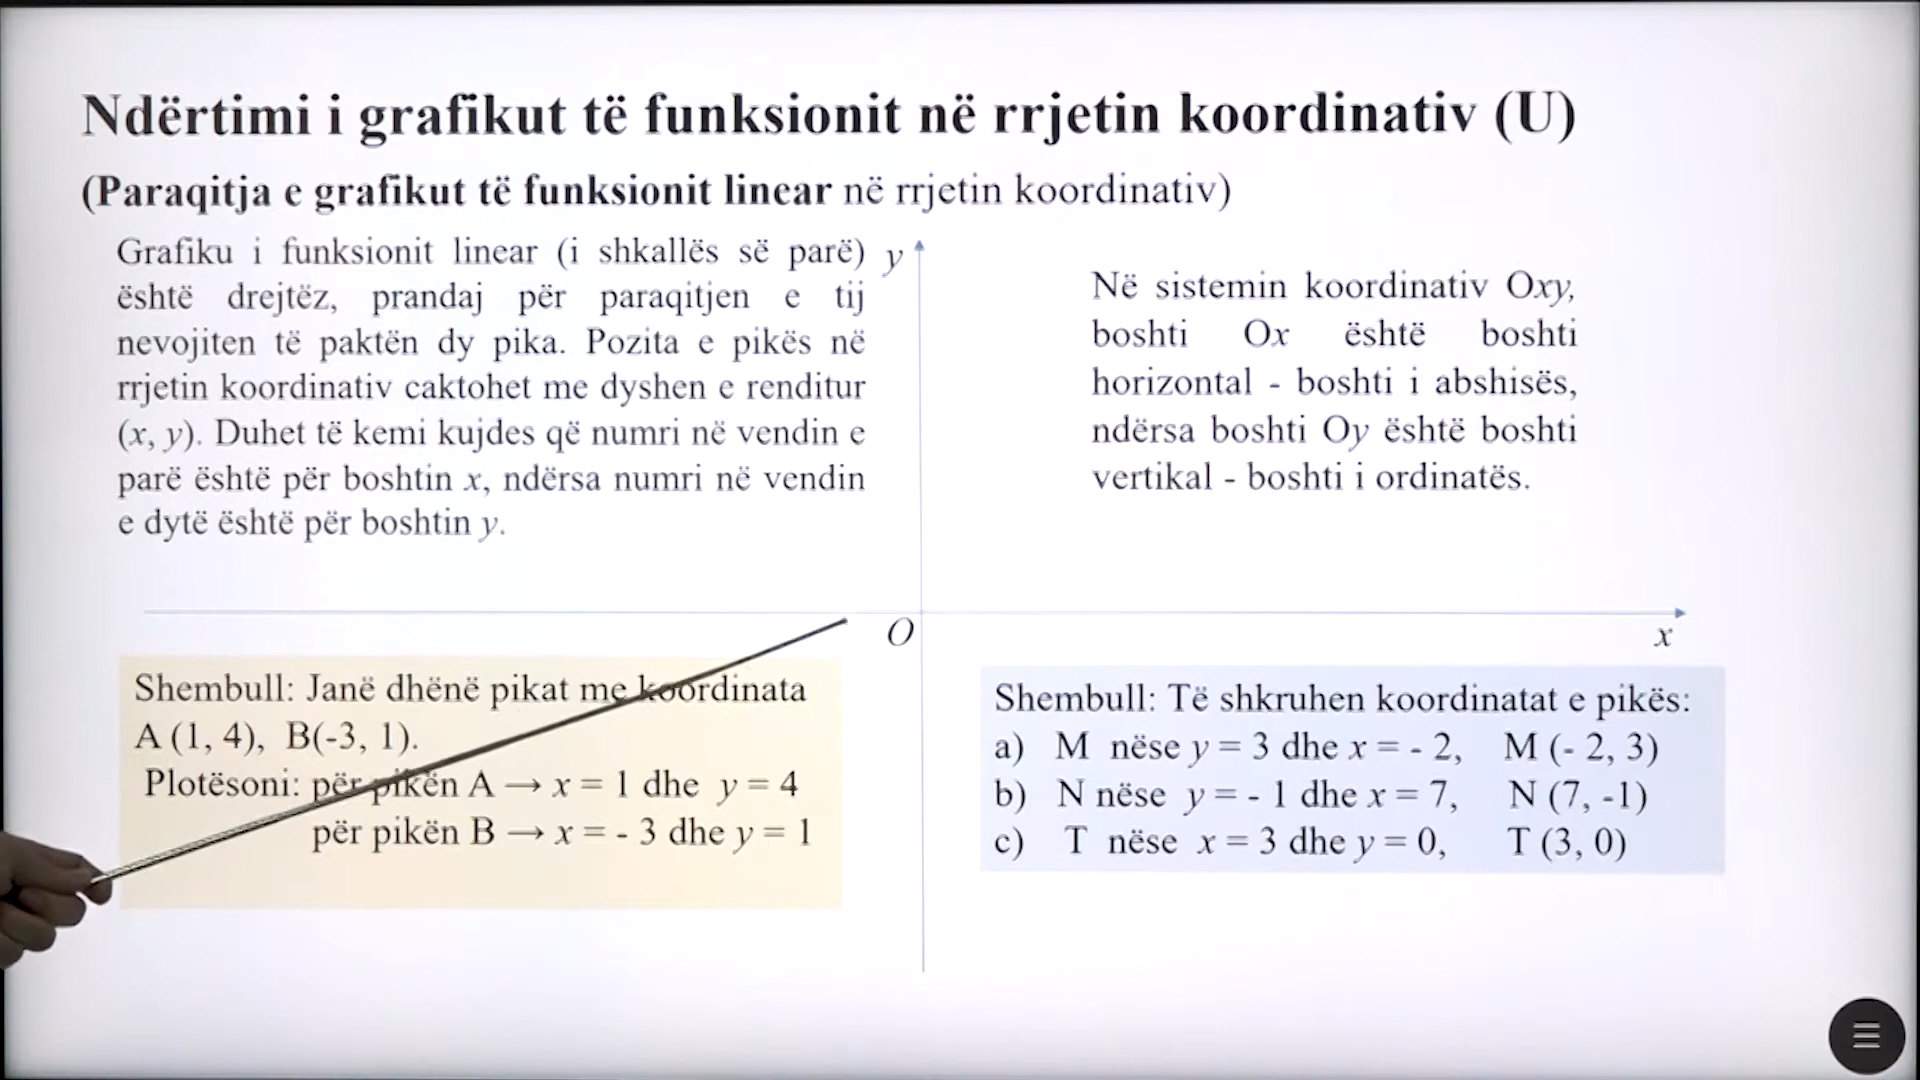 Ndërtimi i grafikut të funksionit në rrjetin koordinativ (U)
(Paraqitja e grafikut të funksionit linear në rrjetin koordinativ)
Grafiku i funksionit linear (i shkallës së parë)
është drejtëz, prandaj për paraqitjen e tij
nevojiten të paktën dy pika. Pozita e pikës në
rrjetin koordinativ caktohet me dyshen e renditur
(x, y). Duhet të kemi kujdes që numri në vendin e
parë është për boshtin x, ndërsa numri në vendin
e dytë është për boshtin y.
y
Në sistemin koordinativ Oxy,
boshti Ox është boshti
horizontal - boshti i abshisës,
ndërsa boshti Oy është boshti
vertikal - boshti i ordinatës.
O
x
Shembull: Janë dhënë pikat me koordinata
A (1, 4), B(-3, 1).
Plotësoni: për pikën A → x = 1 dhe y = 4
për pikën B → x = - 3 dhe y = 1
Shembull: Të shkruhen koordinatat e pikës:
a) M nëse y = 3 dhe x = - 2, M (- 2, 3)
b) N nëse y = - 1 dhe x = 7, N (7, -1)
c) T nëse x = 3 dhe y = 0, T (3, 0)